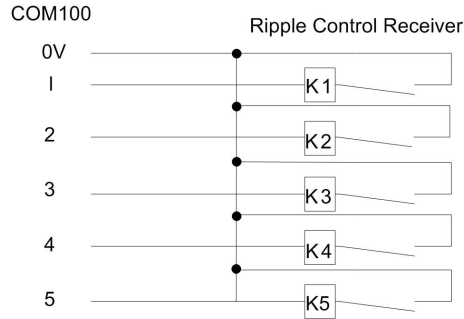 COM100
Ripple Control Receiver
0V
I K1
2 K2
3 K3
4 K4
5 K5